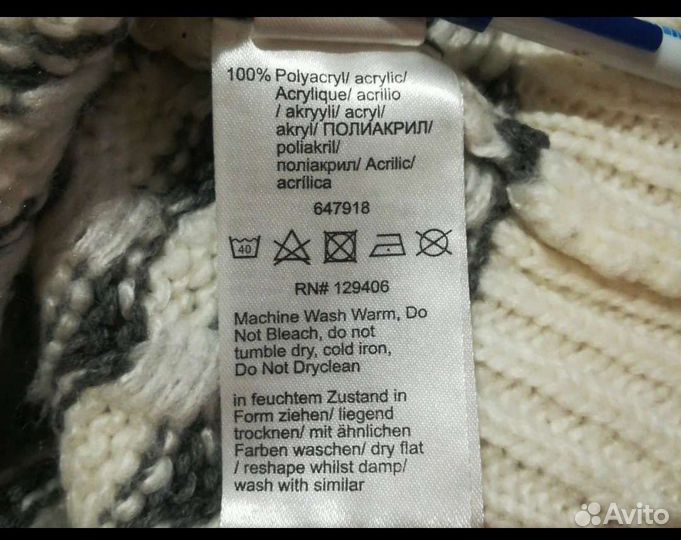 100% Polyacryl/ acrylic/
Acrylique/ acrilio
/ akryyli/ acryl/
akryl/ ПОЛИАКРИЛ/
poliakril/
поліакрил/ Acrilic/
acrílica
647918
40
RN# 129406
Machine Wash Warm, Do
Not Bleach, do not
tumble dry, cold iron,
Do Not Dryclean
in feuchtem Zustand in
Form ziehen/ liegend
trocknen/ mit ähnlichen
Farben waschen/ dry flat
/ reshape whilst damp/
wash with similar
Avito